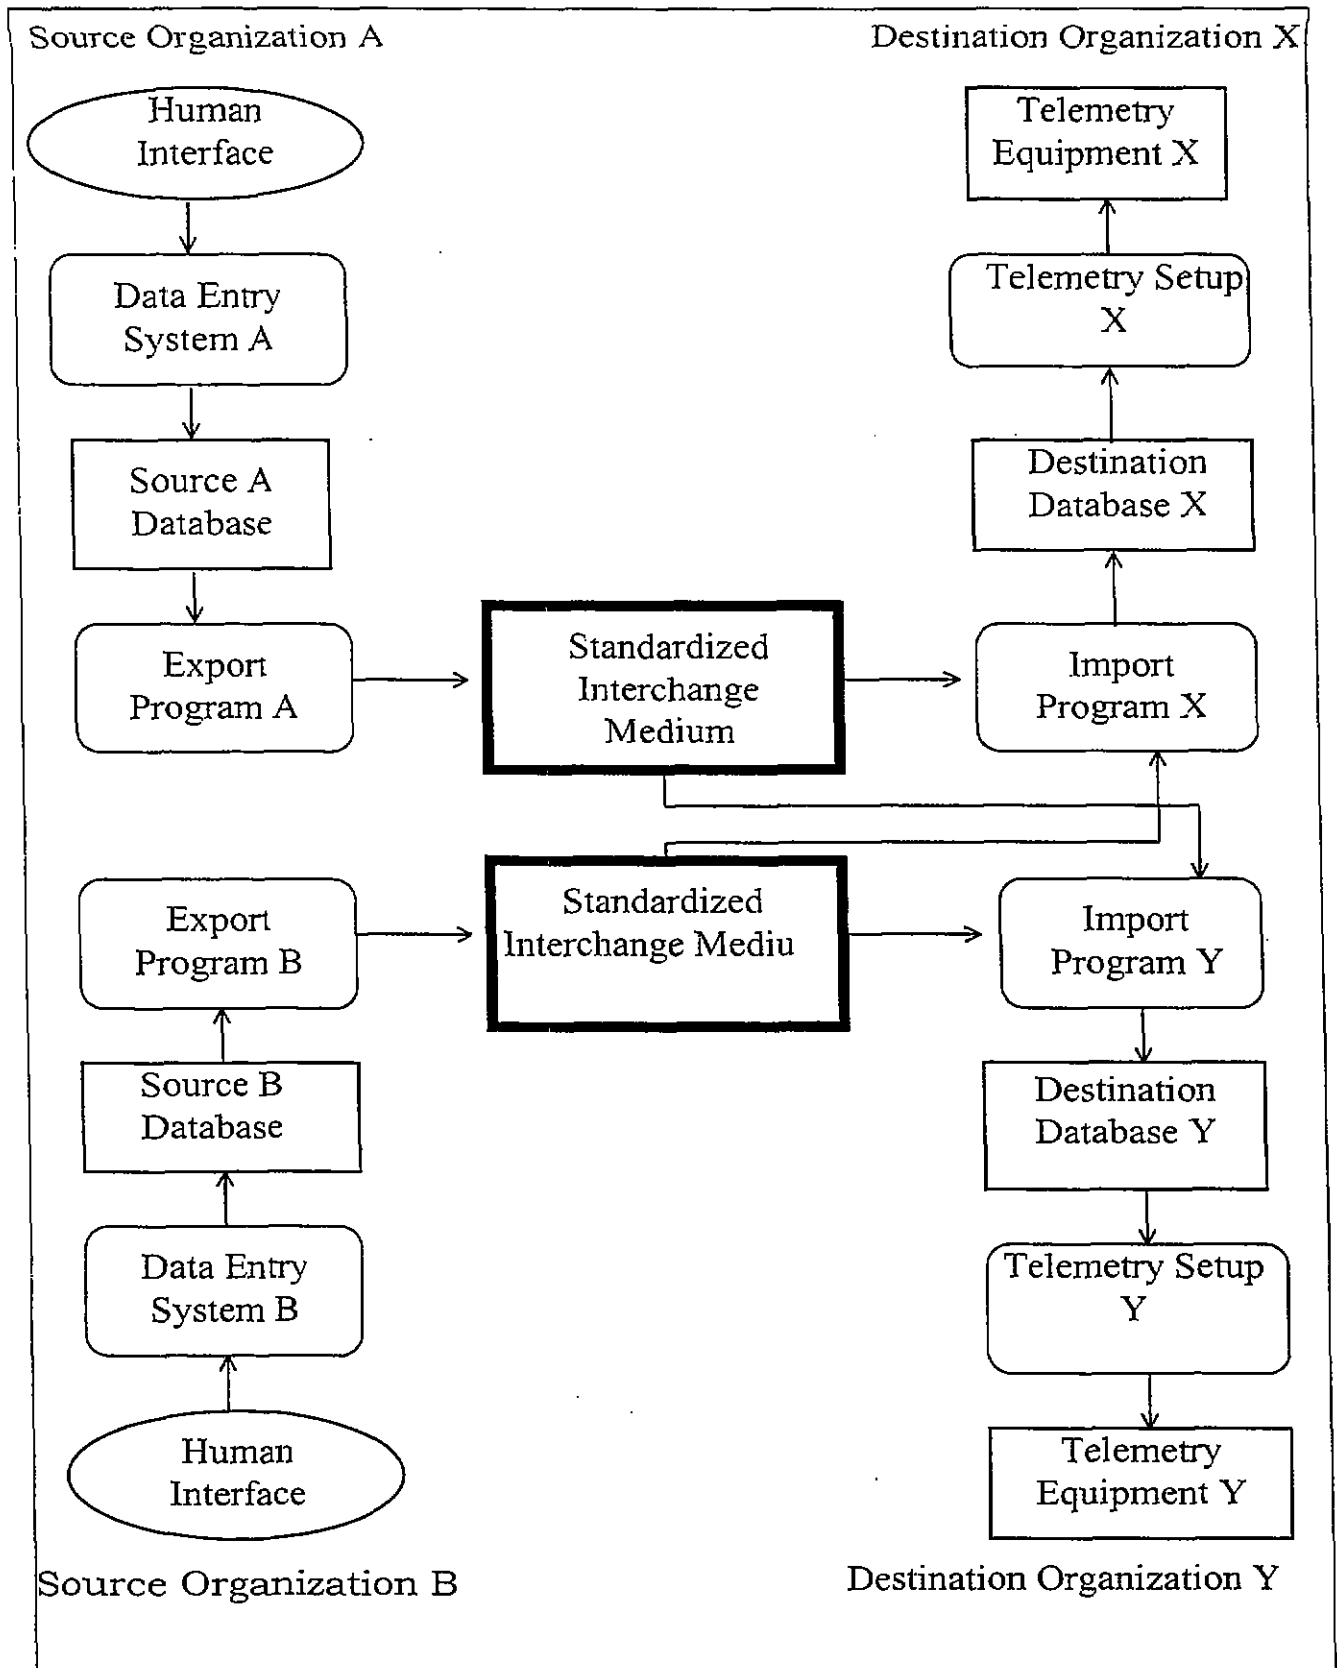 Source Organization A
Destination Organization X
Human
Interface
Telemetry
Equipment X
Data Entry
System A
Telemetry Setup
X
Source A
Database
Destination
Database X
Export
Program A
Standardized
Interchange
Medium
Import
Program X
Export
Program B
Standardized
Interchange Mediu
Import
Program Y
Source B
Database
Destination
Database Y
Data Entry
System B
Telemetry Setup
Y
Human
Interface
Telemetry
Equipment Y
Source Organization B
Destination Organization Y